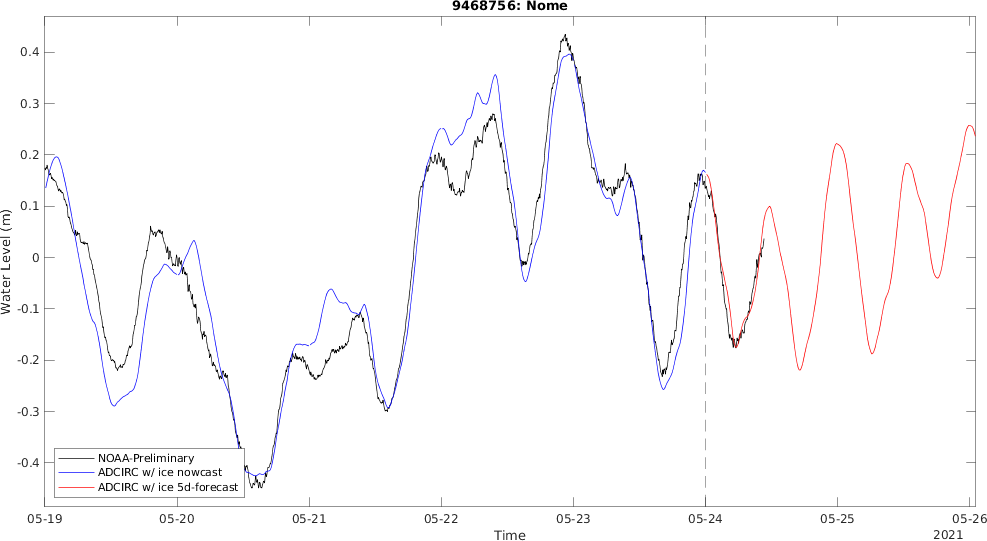 9468756: Nome
Water Level (m)
0.4
0.3
0.2
0.1
0
-0.1
-0.2
-0.3
-0.4
NOAA-Preliminary
ADCIRC w/ ice nowcast
ADCIRC w/ ice 5d-forecast
05-19 05-20 05-21 05-22 05-23 05-24 05-25 05-26
Time
2021